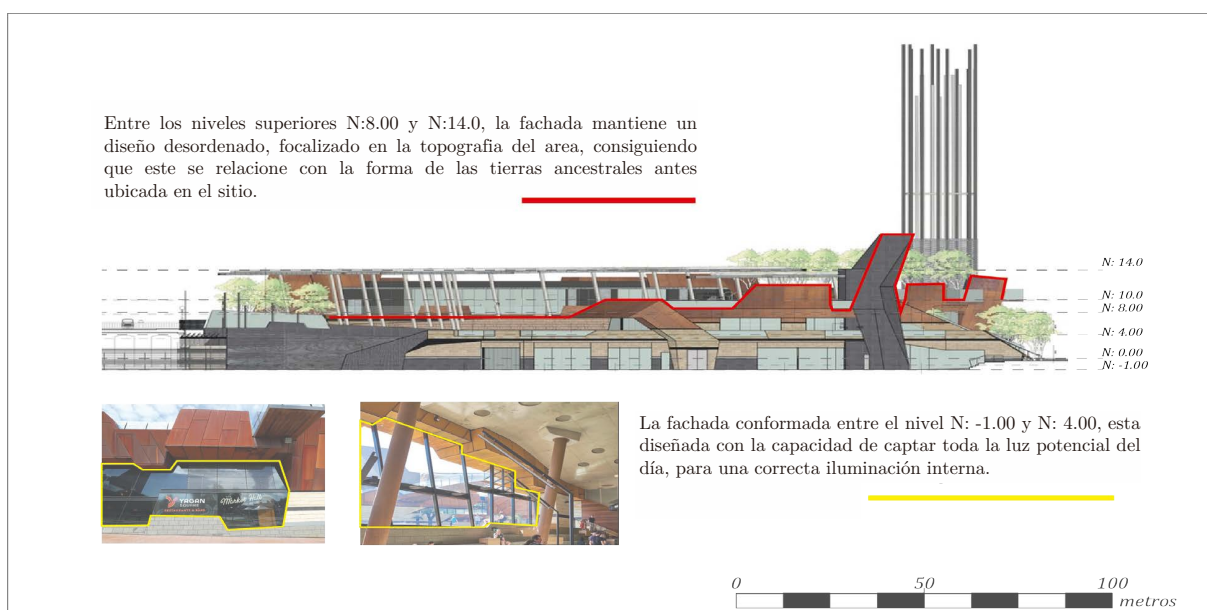 Entre los niveles superiores N:8.00 y N:14.0, la fachada mantiene un
diseño desordenado, focalizado en la topografia del area, consiguiendo
que este se relacione con la forma de las tierras ancestrales antes
ubicada en el sitio.
N: 14.0
N: 10.0
N: 8.00
N: 4.00
N: 0.00
N: -1.00
La fachada conformada entre el nivel N: -1.00 y N: 4.00, esta
diseñada con la capacidad de captar toda la luz potencial del
día, para una correcta iluminación interna.
YAGAN
0
50
100
metros